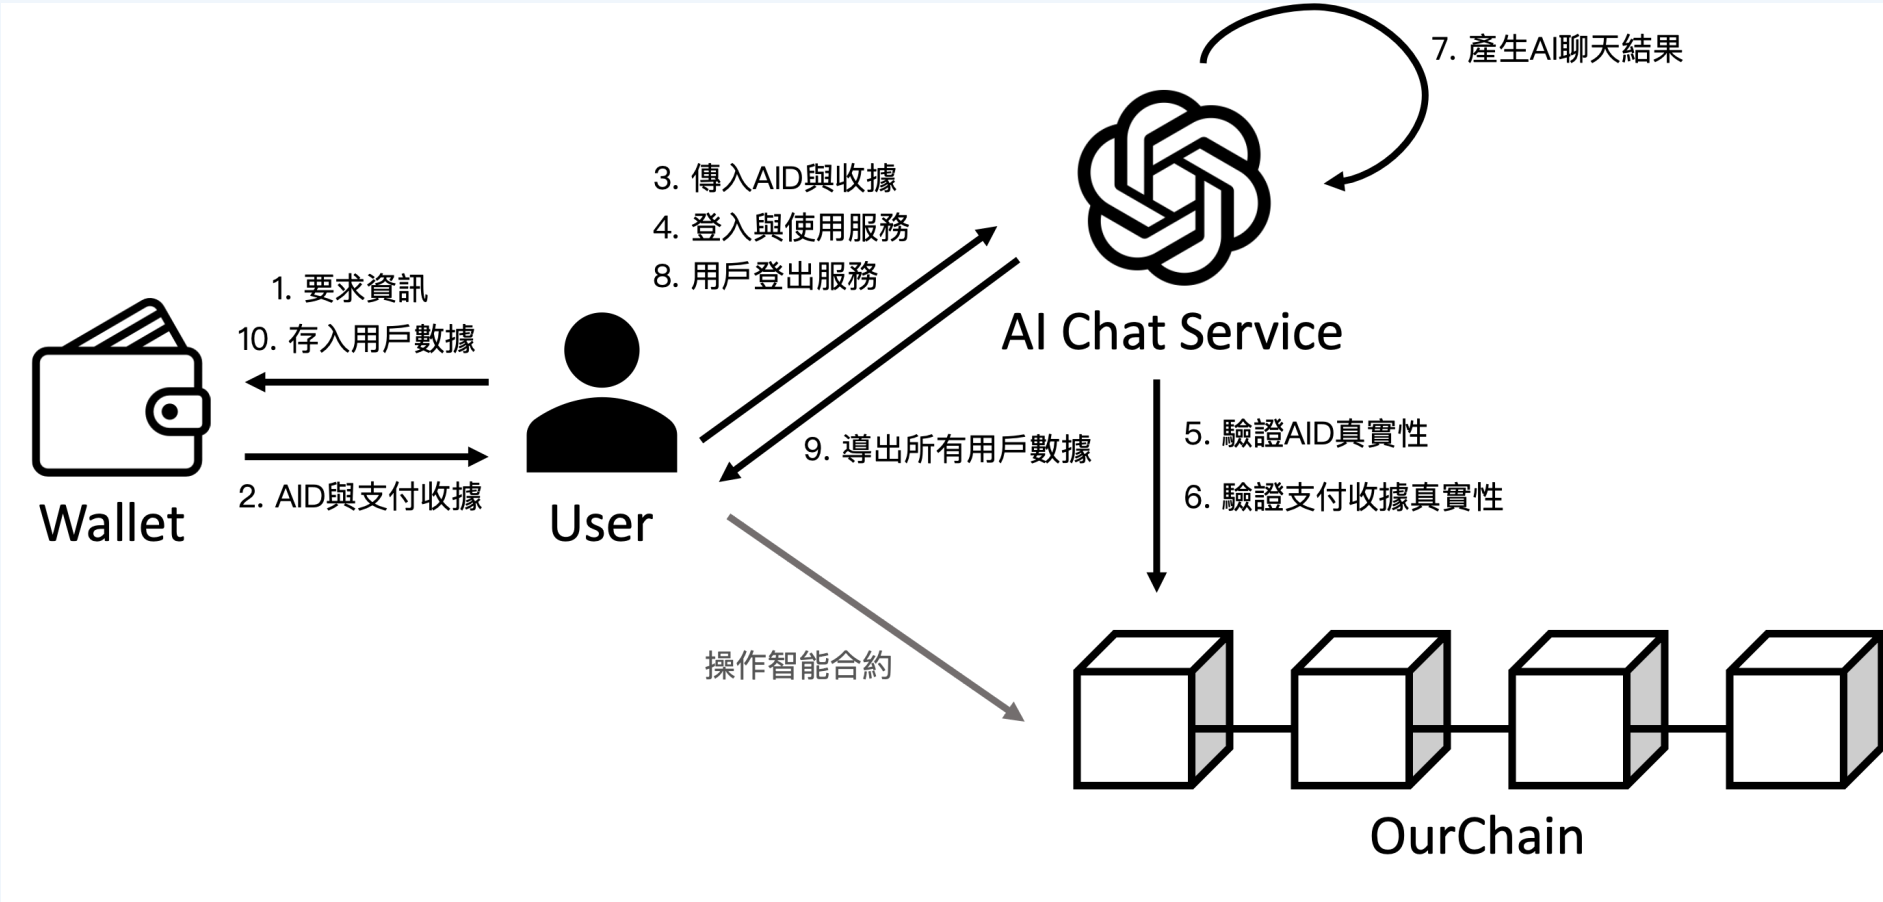 7. 產生AI聊天結果
3. 傳入AID與收據
4. 登入與使用服務
8. 用戶登出服務
1. 要求資訊
10. 存入用戶數據
AI Chat Service
9. 導出所有用戶數據
5. 驗證AID真實性
6. 驗證支付收據真實性
2. AID與支付收據
Wallet
User
操作智能合約
OurChain